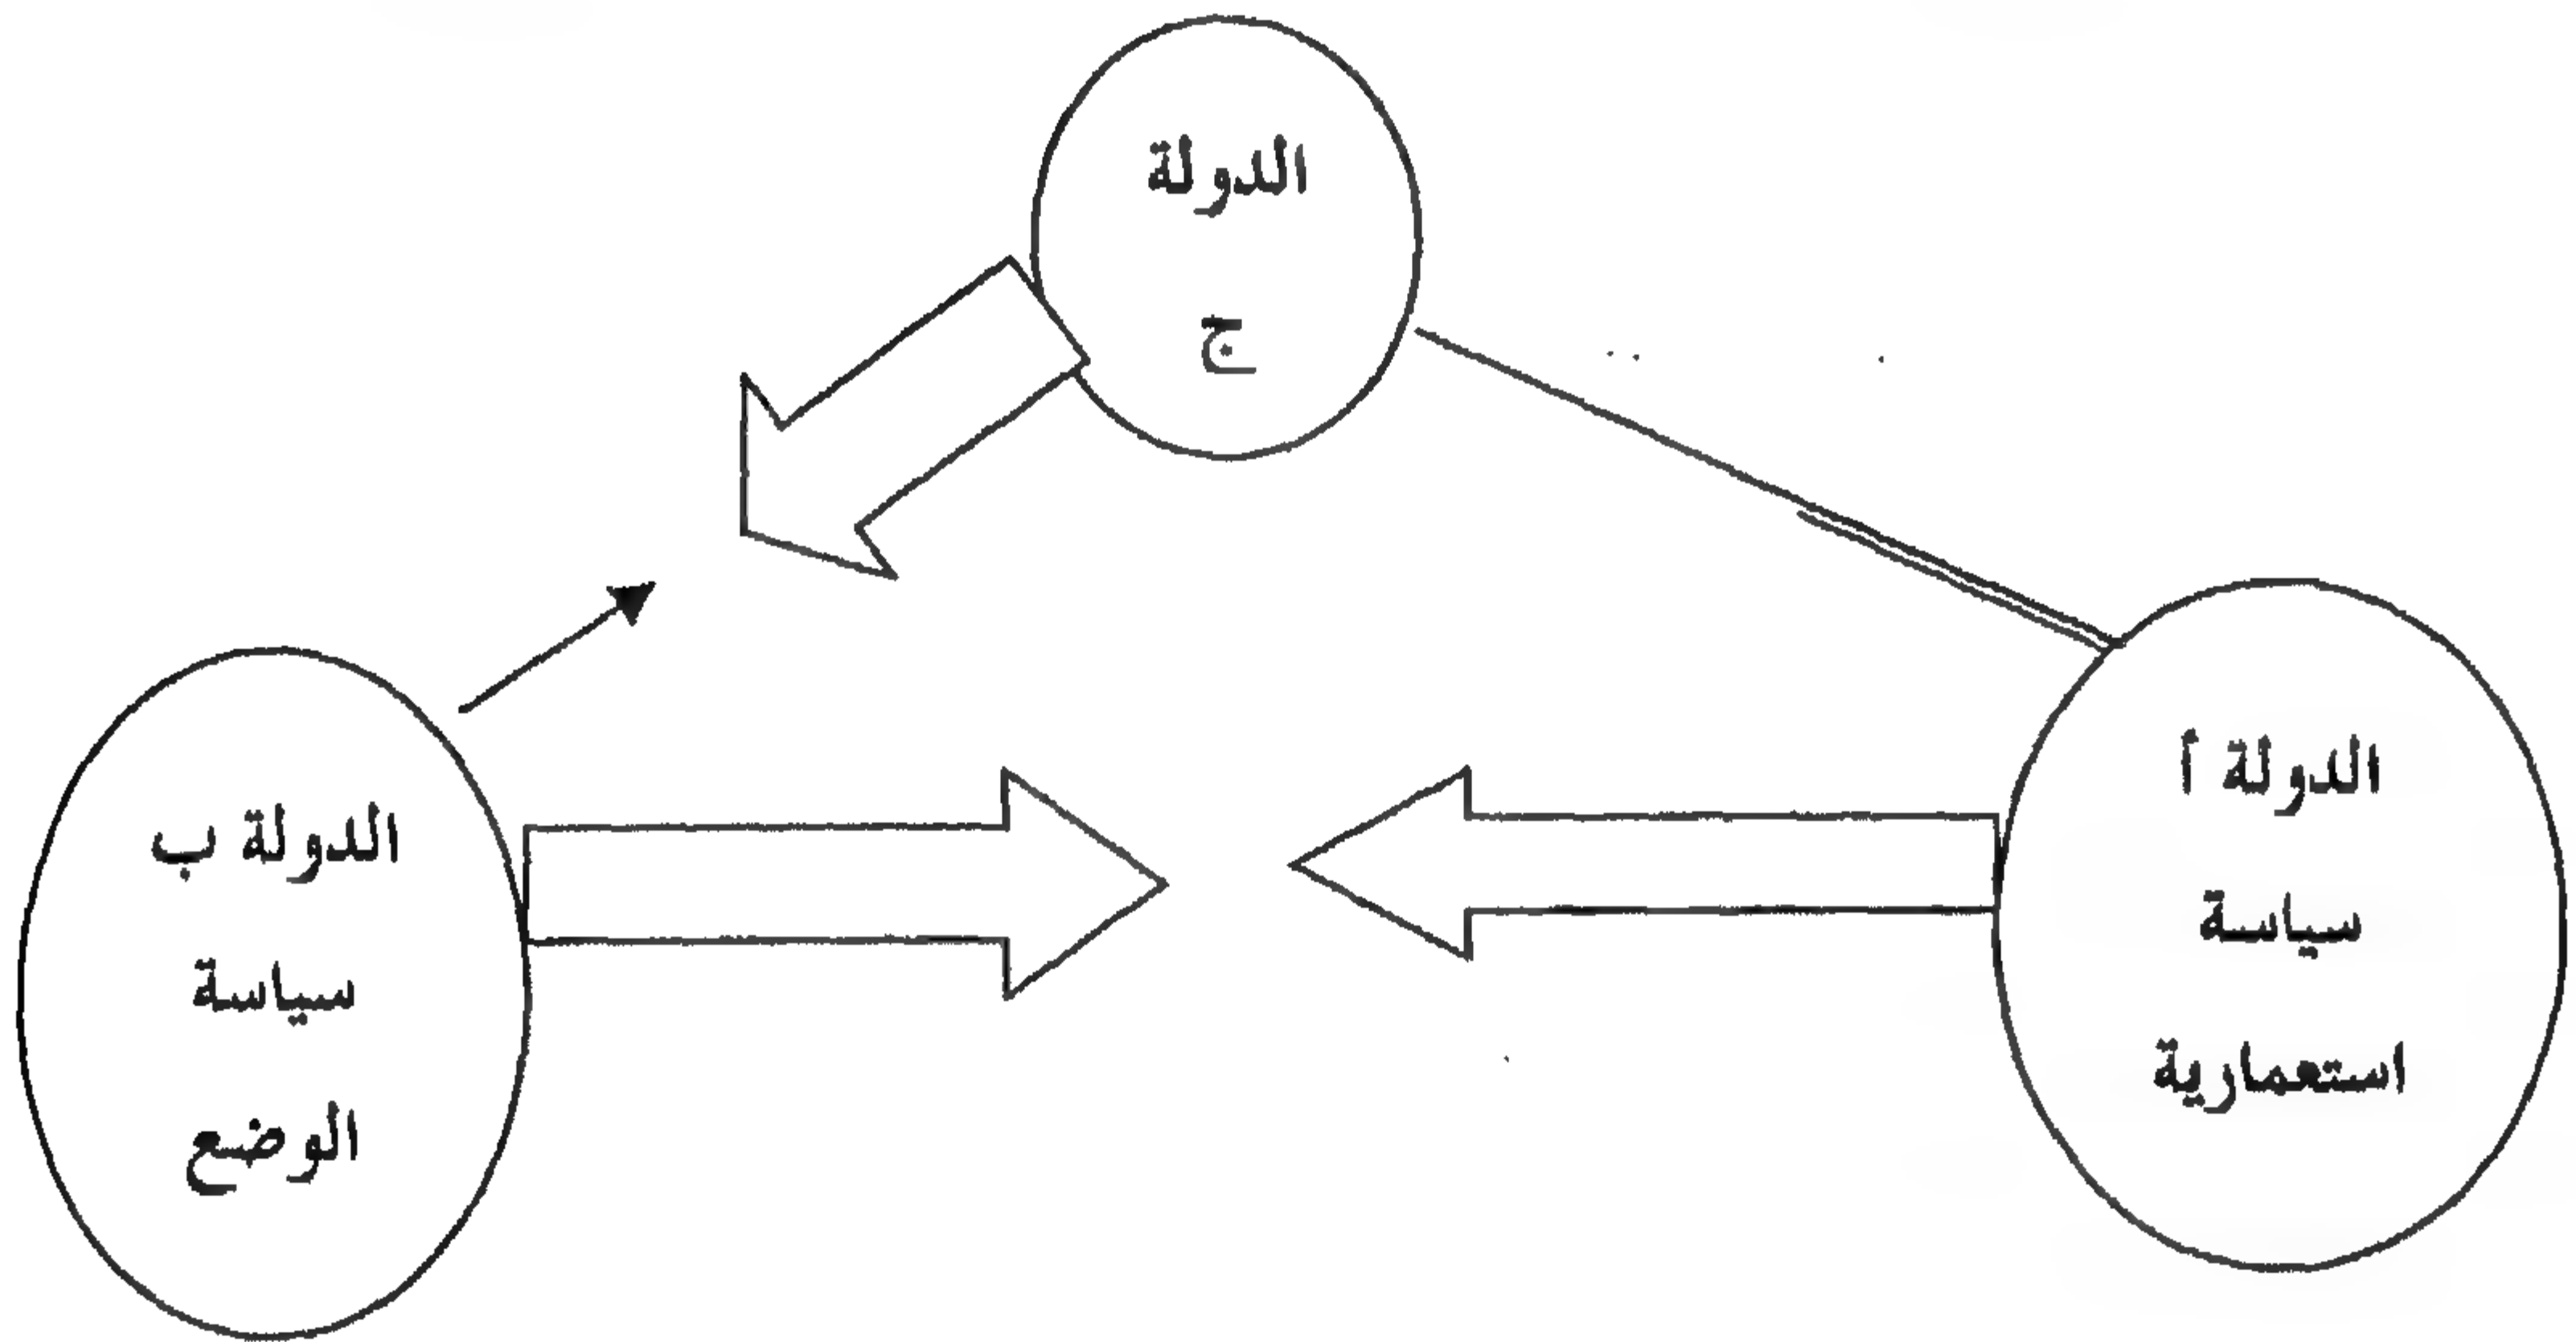 الدولة
ج
الدولة أ
سياسة
استعمارية
الدولة ب
سياسة
الوضع